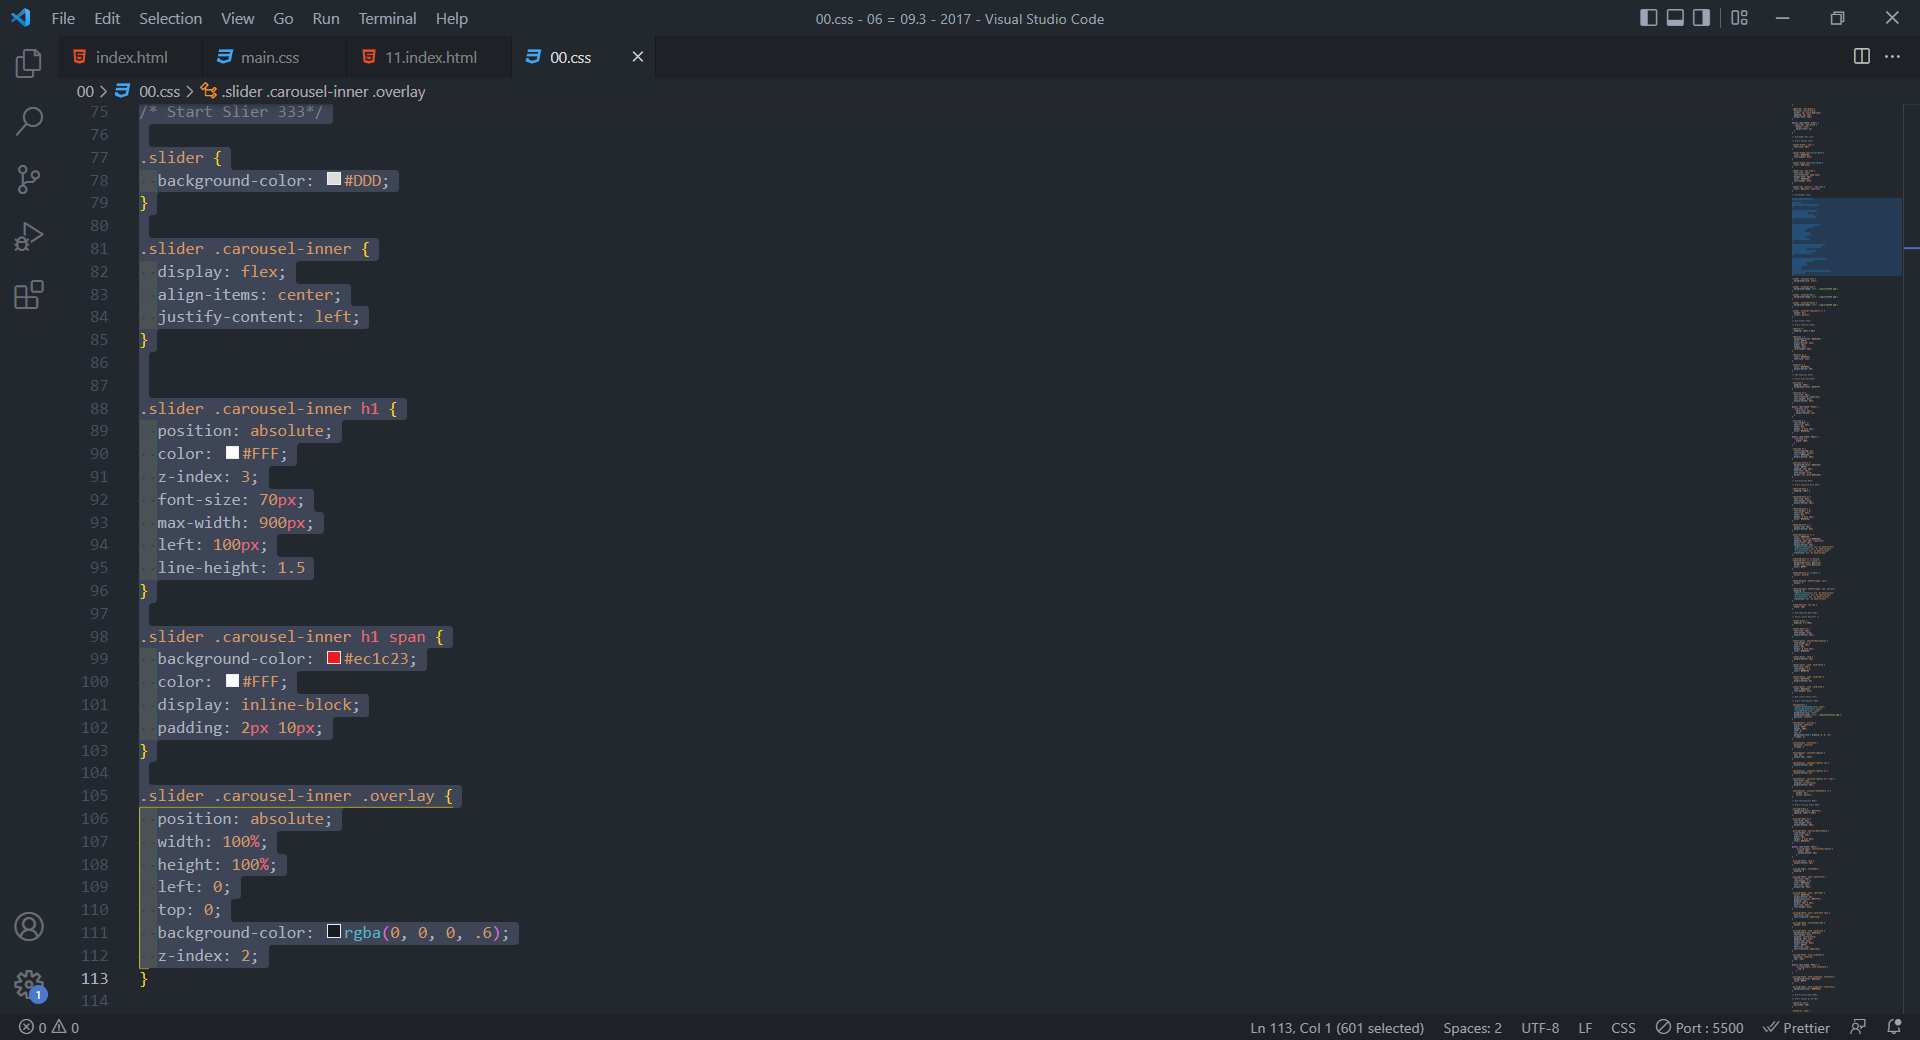 File Edit Selection View Go Run Terminal Help
00.css - 06 = 09.3 - 2017 - Visual Studio Code
index.html main.css 11.index.html 00.css
00 > 00.css > .slider .carousel-inner .overlay
75 /* Start Slier 333*/
76
77 .slider {
78 background-color: #DDD;
79 }
80
81 .slider .carousel-inner {
82 display: flex;
83 align-items: center;
84 justify-content: left;
85 }
86
87
88 .slider .carousel-inner h1 {
89 position: absolute;
90 color: #FFF;
91 z-index: 3;
92 font-size: 70px;
93 max-width: 900px;
94 left: 100px;
95 line-height: 1.5
96 }
97
98 .slider .carousel-inner h1 span {
99 background-color: #ec1c23;
100 color: #FFF;
101 display: inline-block;
102 padding: 2px 10px;
103 }
104
105 .slider .carousel-inner .overlay {
106 position: absolute;
107 width: 100%;
108 height: 100%;
109 left: 0;
110 top: 0;
111 background-color: rgba(0, 0, 0, .6);
112 z-index: 2;
113 }
114
1
0 0 Ln 113, Col 1 (601 selected) Spaces: 2 UTF-8 LF CSS Port : 5500 Prettier